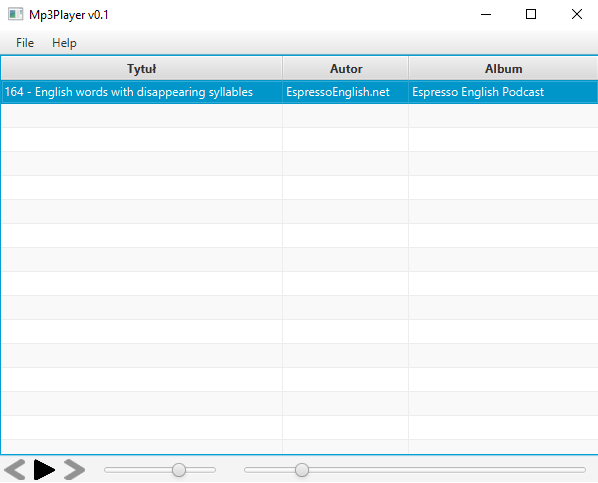 Mp3Player v0.1
File Help
Tytuł Autor Album
164 - English words with disappearing syllables EspressoEnglish.net Espresso English Podcast